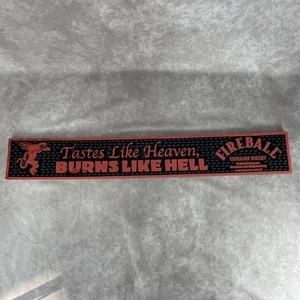 Tastes Like Heaven,
BURNS LIKE HELL
FIREBALL
CINNAMON WHISKY